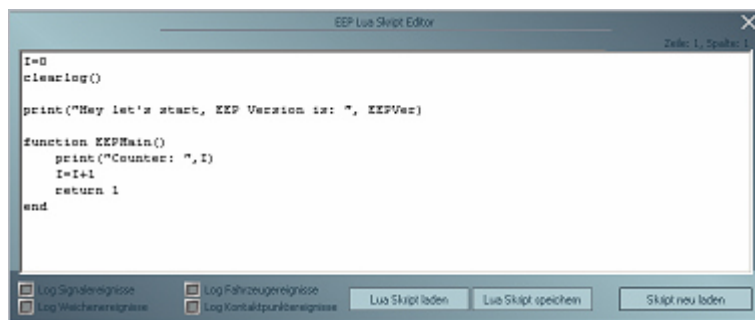 EEP Lua Skript Editor
Zeile: 1, Spalte: 1
I=0
clearlog()
print("Hey let's start, EEP Version is: ", EEPVer)
function EEPMain()
print("Counter: ",I)
I=I+1
return 1
end
Log Signalereignisse
Log Fahrzeugereignisse
Log Weichenereignisse
Log Kontaktpunktereignisse
Lua Skript laden
Lua Skript speichern
Skript neu laden